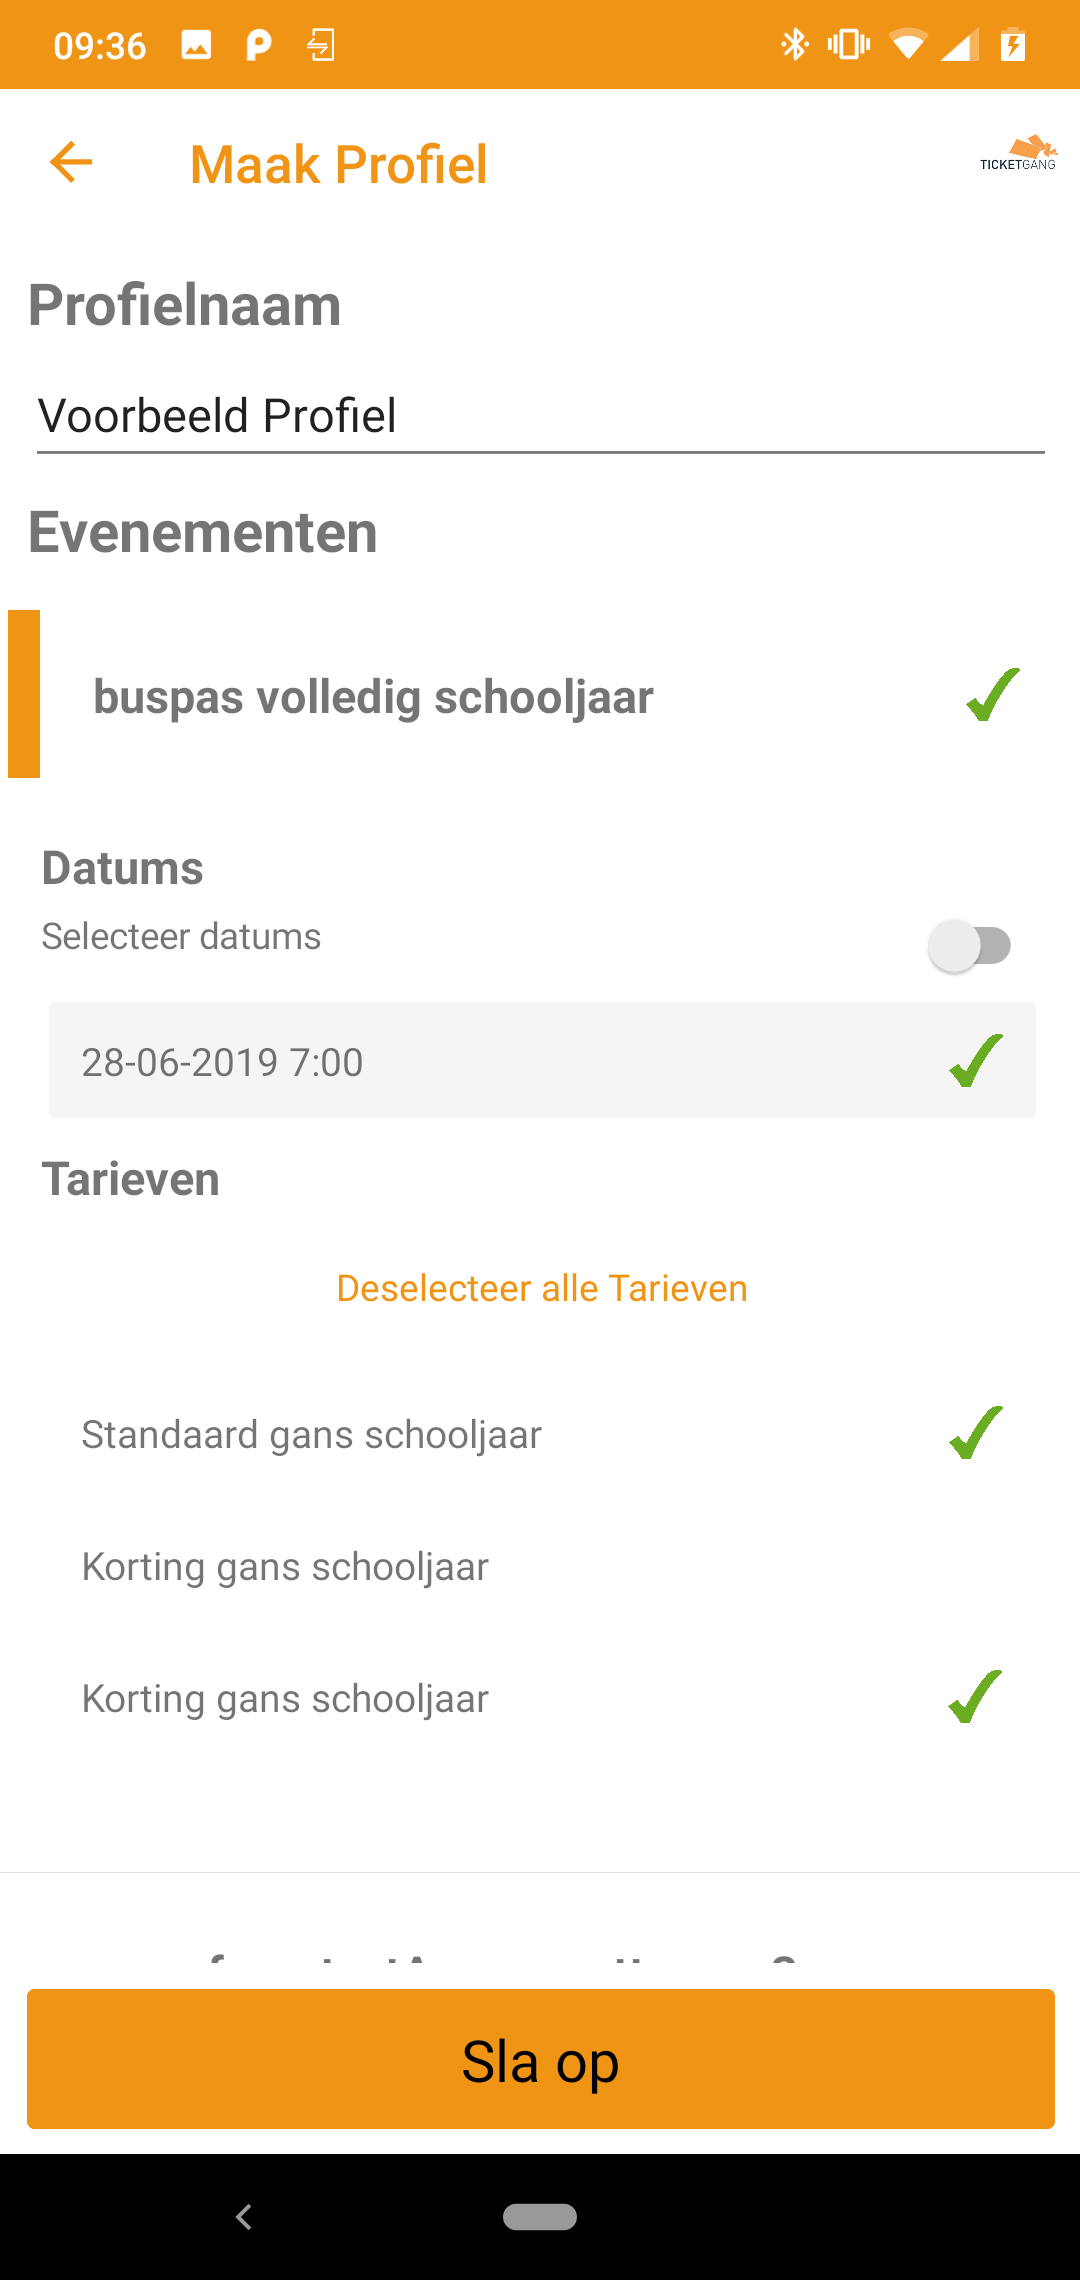 09:36
Maak Profiel
TICKETGANG
Profielnaam
Voorbeeld Profiel
Evenementen
buspas volledig schooljaar
Datums
Selecteer datums
28-06-2019 7:00
Tarieven
Deselecteer alle Tarieven
Standaard gans schooljaar
Korting gans schooljaar
Korting gans schooljaar
Sla op